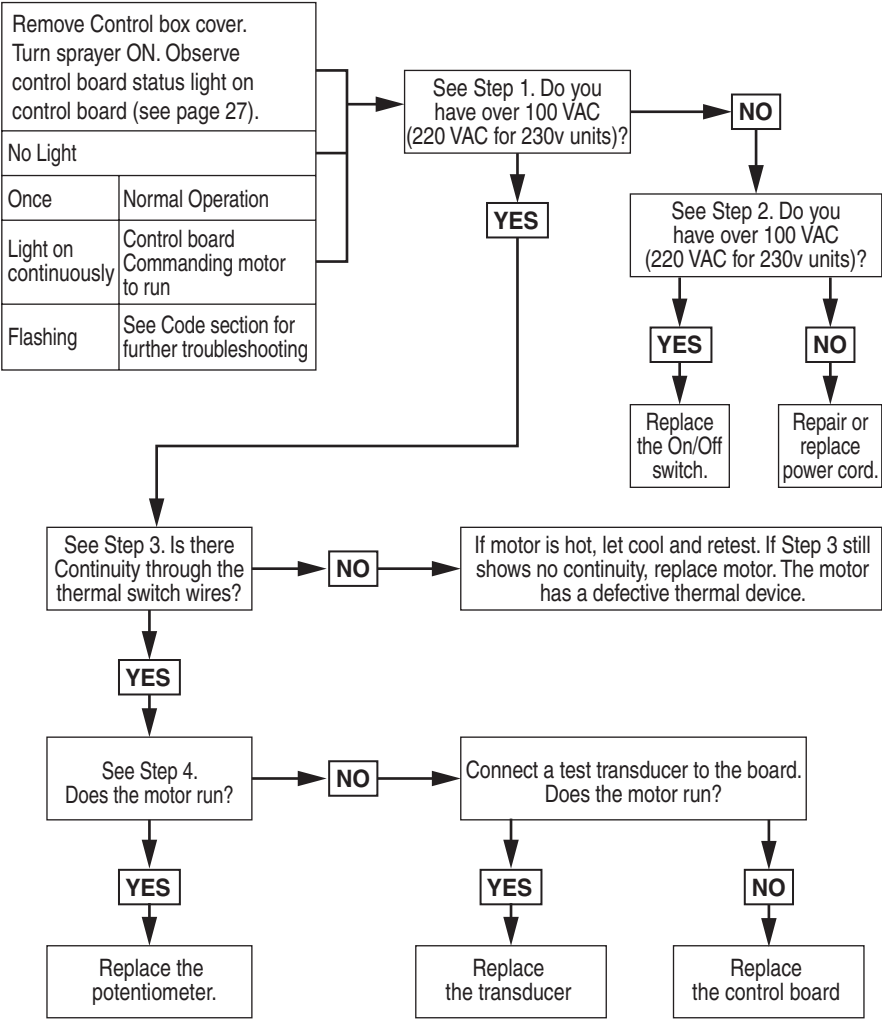 Remove Control box cover.
Turn sprayer ON. Observe
control board status light on
control board (see page 27).
No Light
Once
Normal Operation
Light on
continuously
Control board
Commanding motor
to run
Flashing
See Code section for
further troubleshooting
See Step 1. Do you
have over 100 VAC
(220 VAC for 230v units)?
NO
YES
See Step 2. Do you
have over 100 VAC
(220 VAC for 230v units)?
YES
NO
Replace
the On/Off
switch.
Repair or
replace
power cord.
See Step 3. Is there
Continuity through the
thermal switch wires?
NO
If motor is hot, let cool and retest. If Step 3 still
shows no continuity, replace motor. The motor
has a defective thermal device.
YES
See Step 4.
Does the motor run?
NO
Connect a test transducer to the board.
Does the motor run?
YES
YES
NO
Replace the
potentiometer.
Replace
the transducer
Replace
the control board